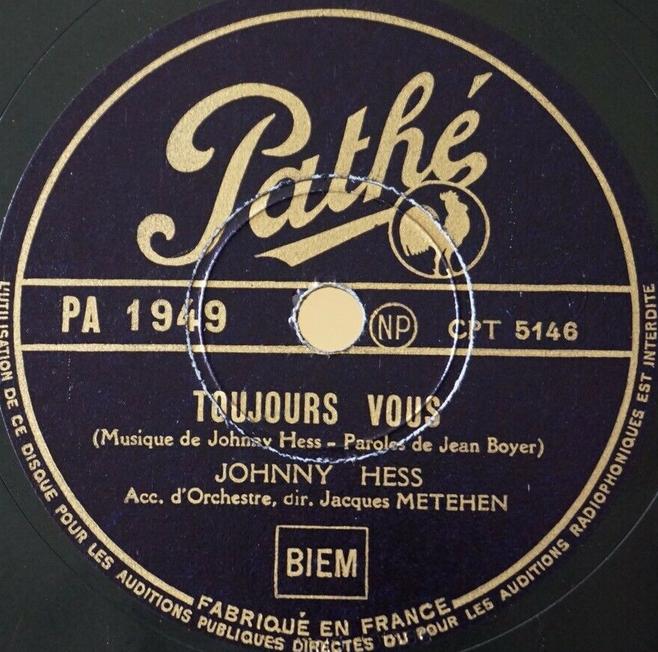 Pathé
PA 1949 NP CPT 5146
TOUJOURS VOUS
(Musique de Johnny Hess - Paroles de Jean Boyer)
JOHNNY HESS
Acc. d'Orchestre, dir. Jacques METEHEN
BIEM
FABRIQUÉ EN FRANCE
L'UTILISATION DE CE DISQUE POUR LES AUDITIONS PUBLIQUES DIRECTES OU POUR LES AUDITIONS RADIOPHONIQUES EST INTERDITE